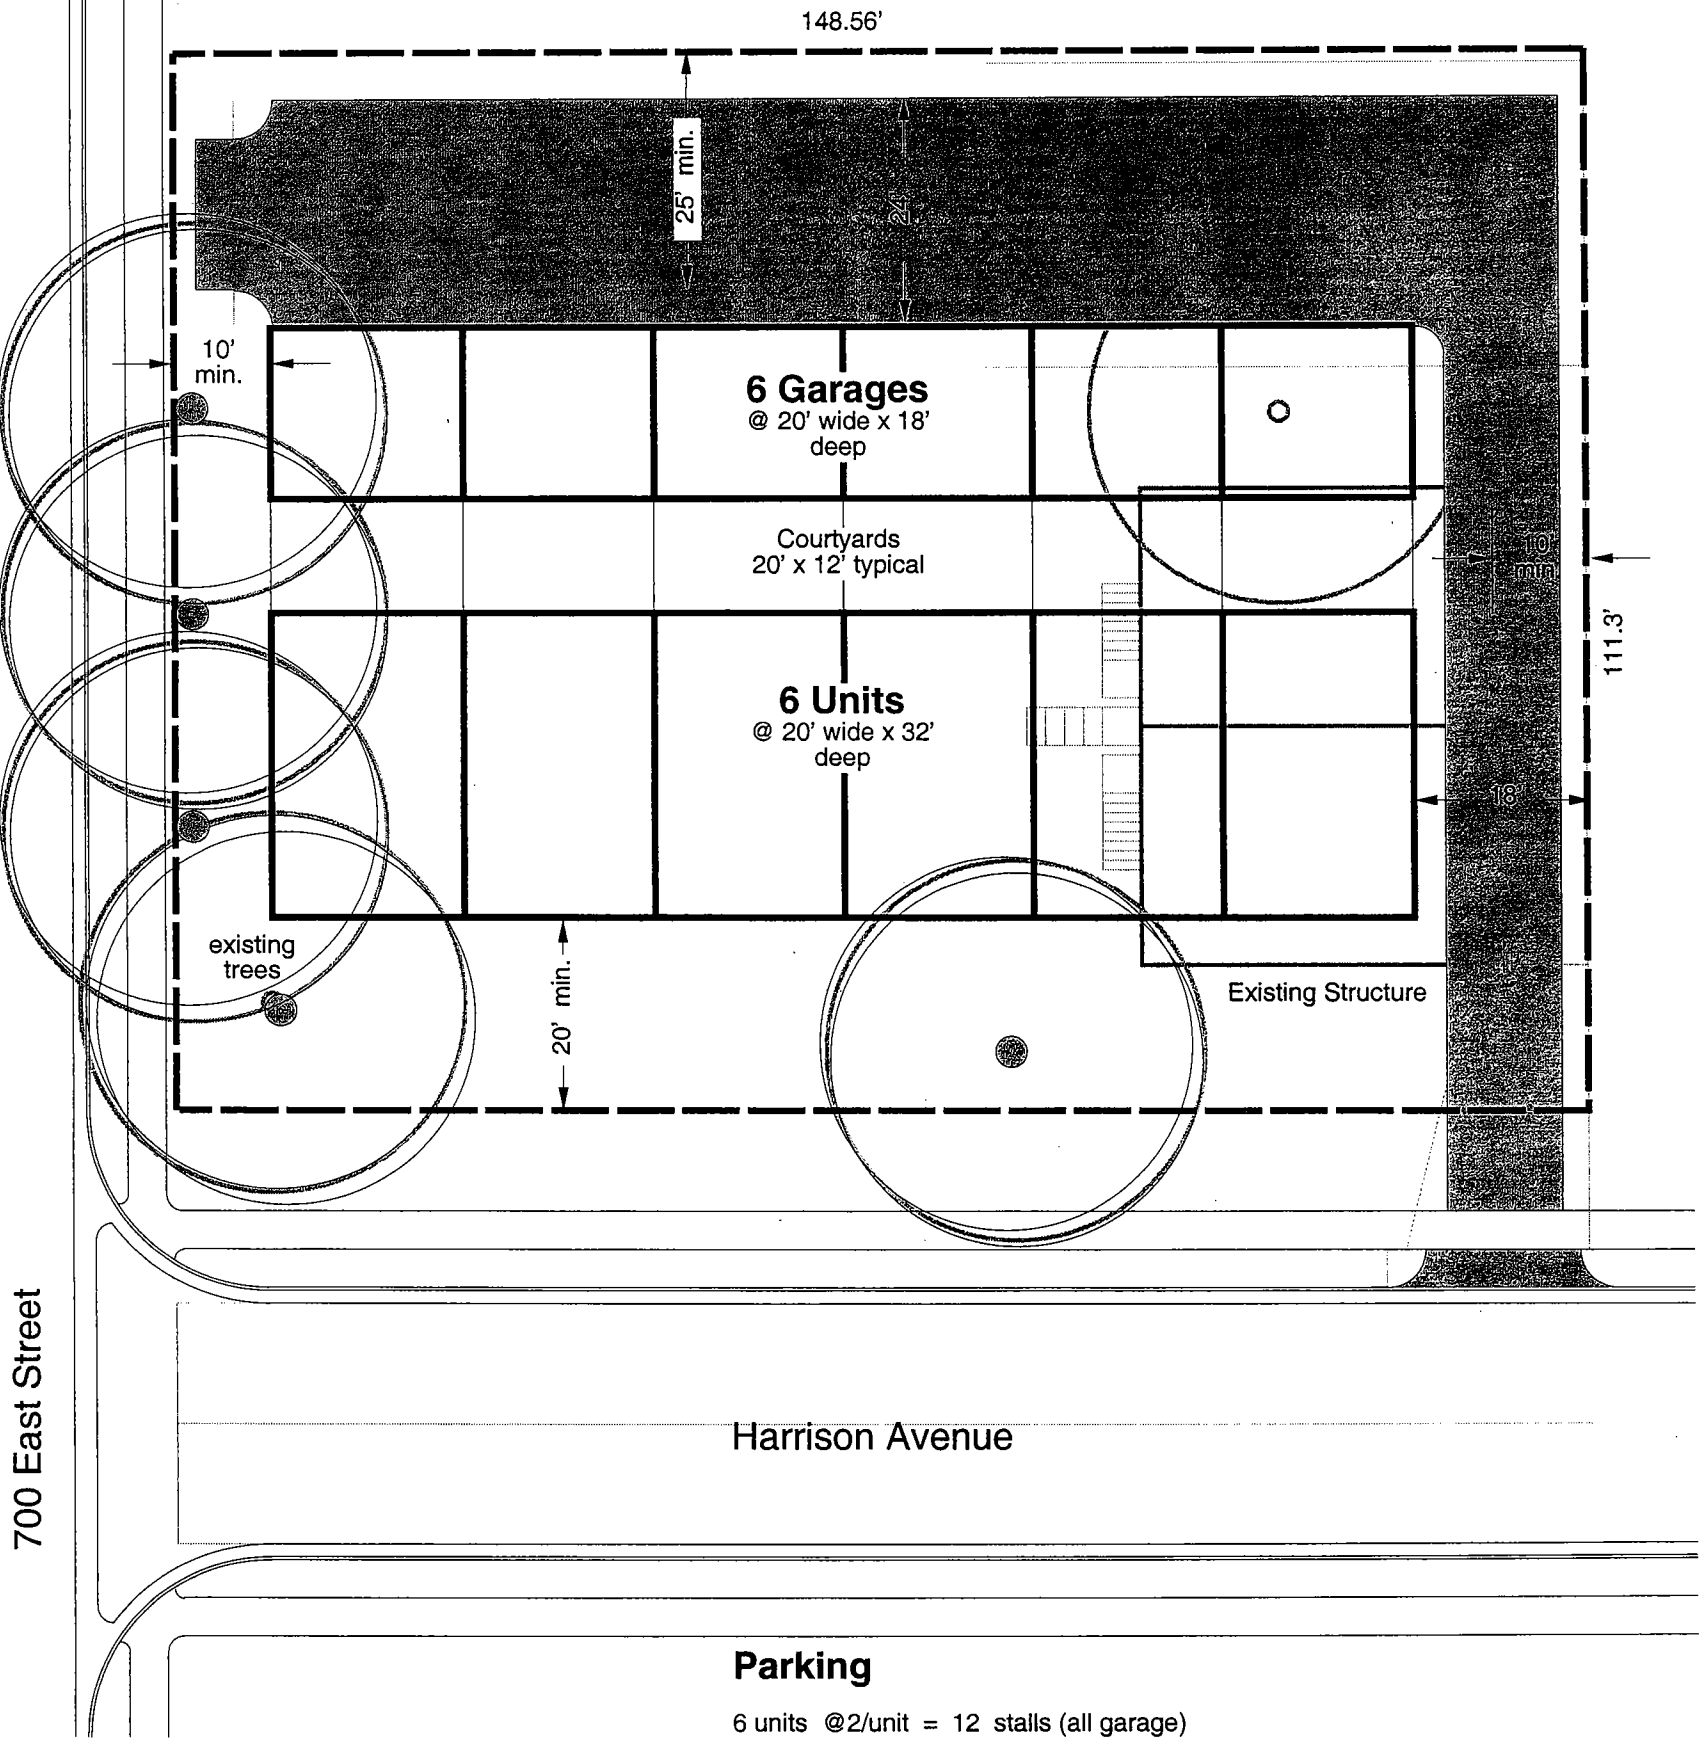 148.56'
25' min.
24'
10'
min.
6 Garages
@ 20' wide x 18'
deep
Courtyards
20' x 12' typical
10'
min
111.3'
6 Units
@ 20' wide x 32'
deep
18'
existing
trees
20' min.
Existing Structure
700 East Street
Harrison Avenue
Parking
6 units @2/unit = 12 stalls (all garage)